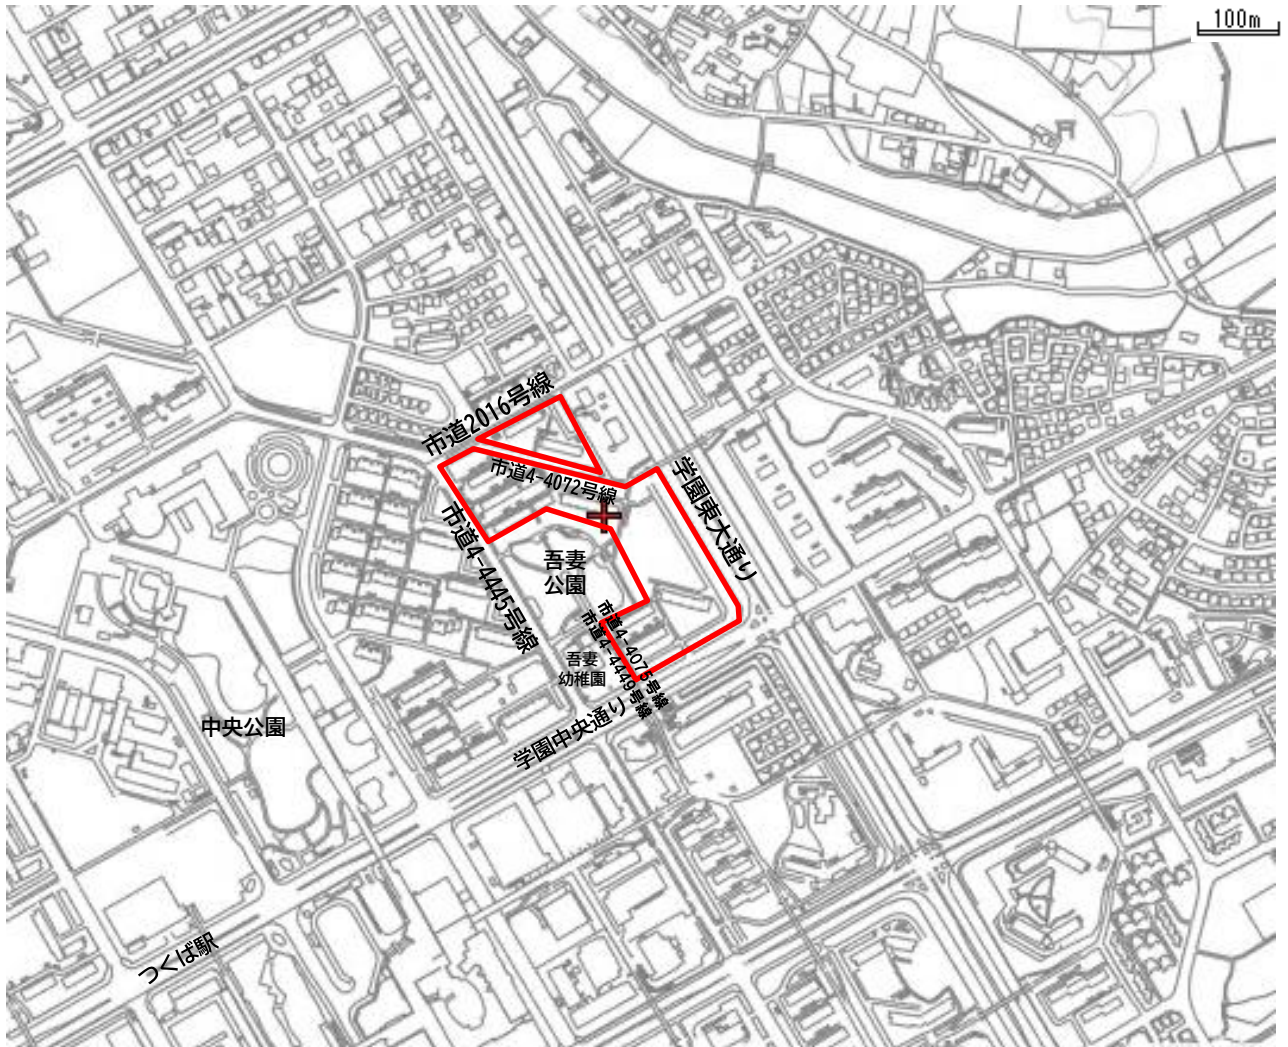 100m
市道2016号線
市道4-4072号線
学園東大通り
市道4-4445号線
吾妻
公園
市道4-4075号線
市道4-4449号線
吾妻
幼稚園
学園中央通り
中央公園
つくば駅